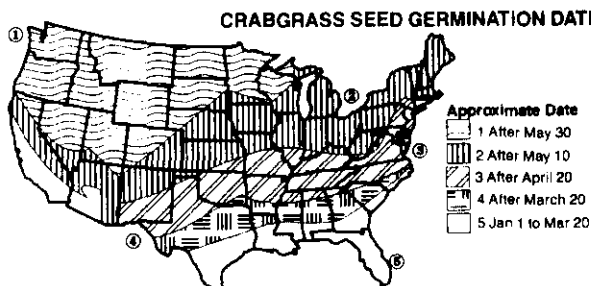 CRABGRASS SEED GERMINATION DATE
①
②
③
④
⑤
Approximate Date
1 After May 30
2 After May 10
3 After April 20
4 After March 20
5 Jan 1 to Mar 20